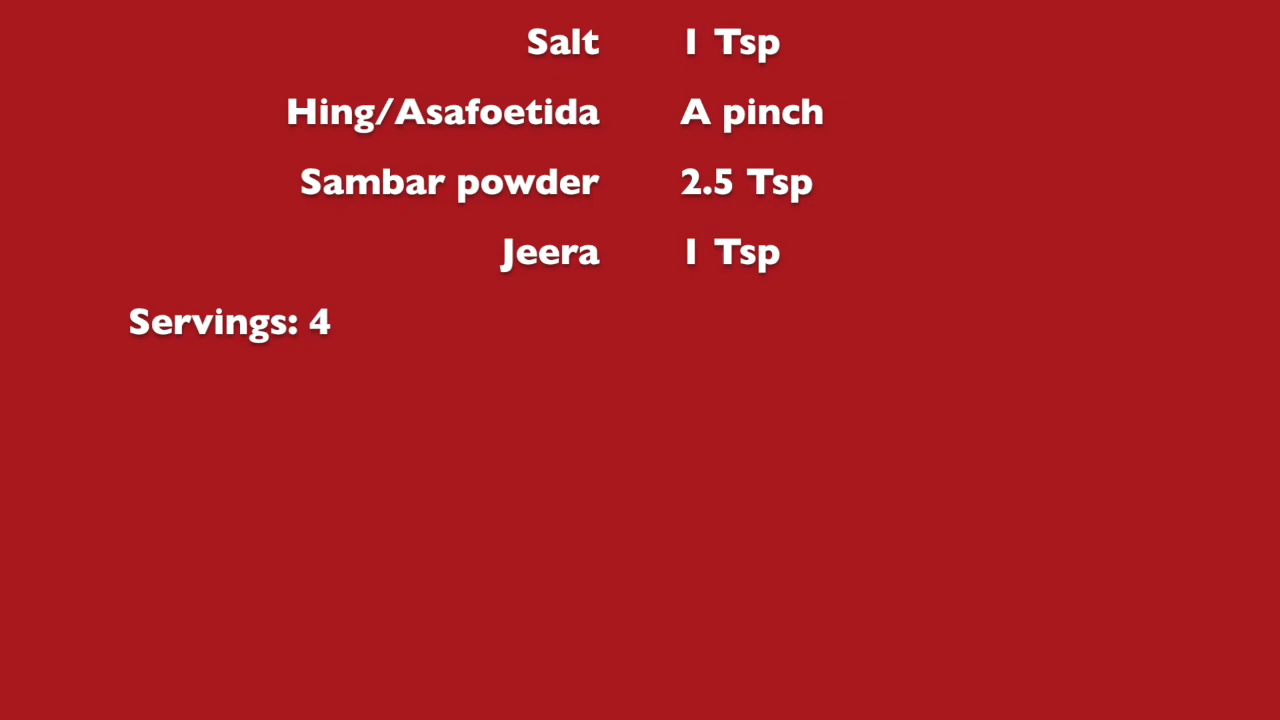 Salt 1 Tsp
Hing/Asafoetida A pinch
Sambar powder 2.5 Tsp
Jeera 1 Tsp
Servings: 4